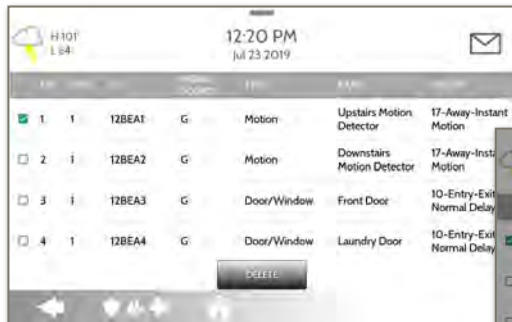 H 101°
12:20 PM
L 84°
Jul 23 2019
1 1 12BEA1 G Motion Upstairs Motion Detector 17-Away-Instant Motion
2 1 12BEA2 G Motion Downstairs Motion Detector 17-Away-Insta Motion
3 1 12BEA3 G Door/Window Front Door 10-Entry-Exit Normal Delay
4 1 12BEA4 G Door/Window Laundry Door 10-Entry-Exit Normal Delay
DELETE